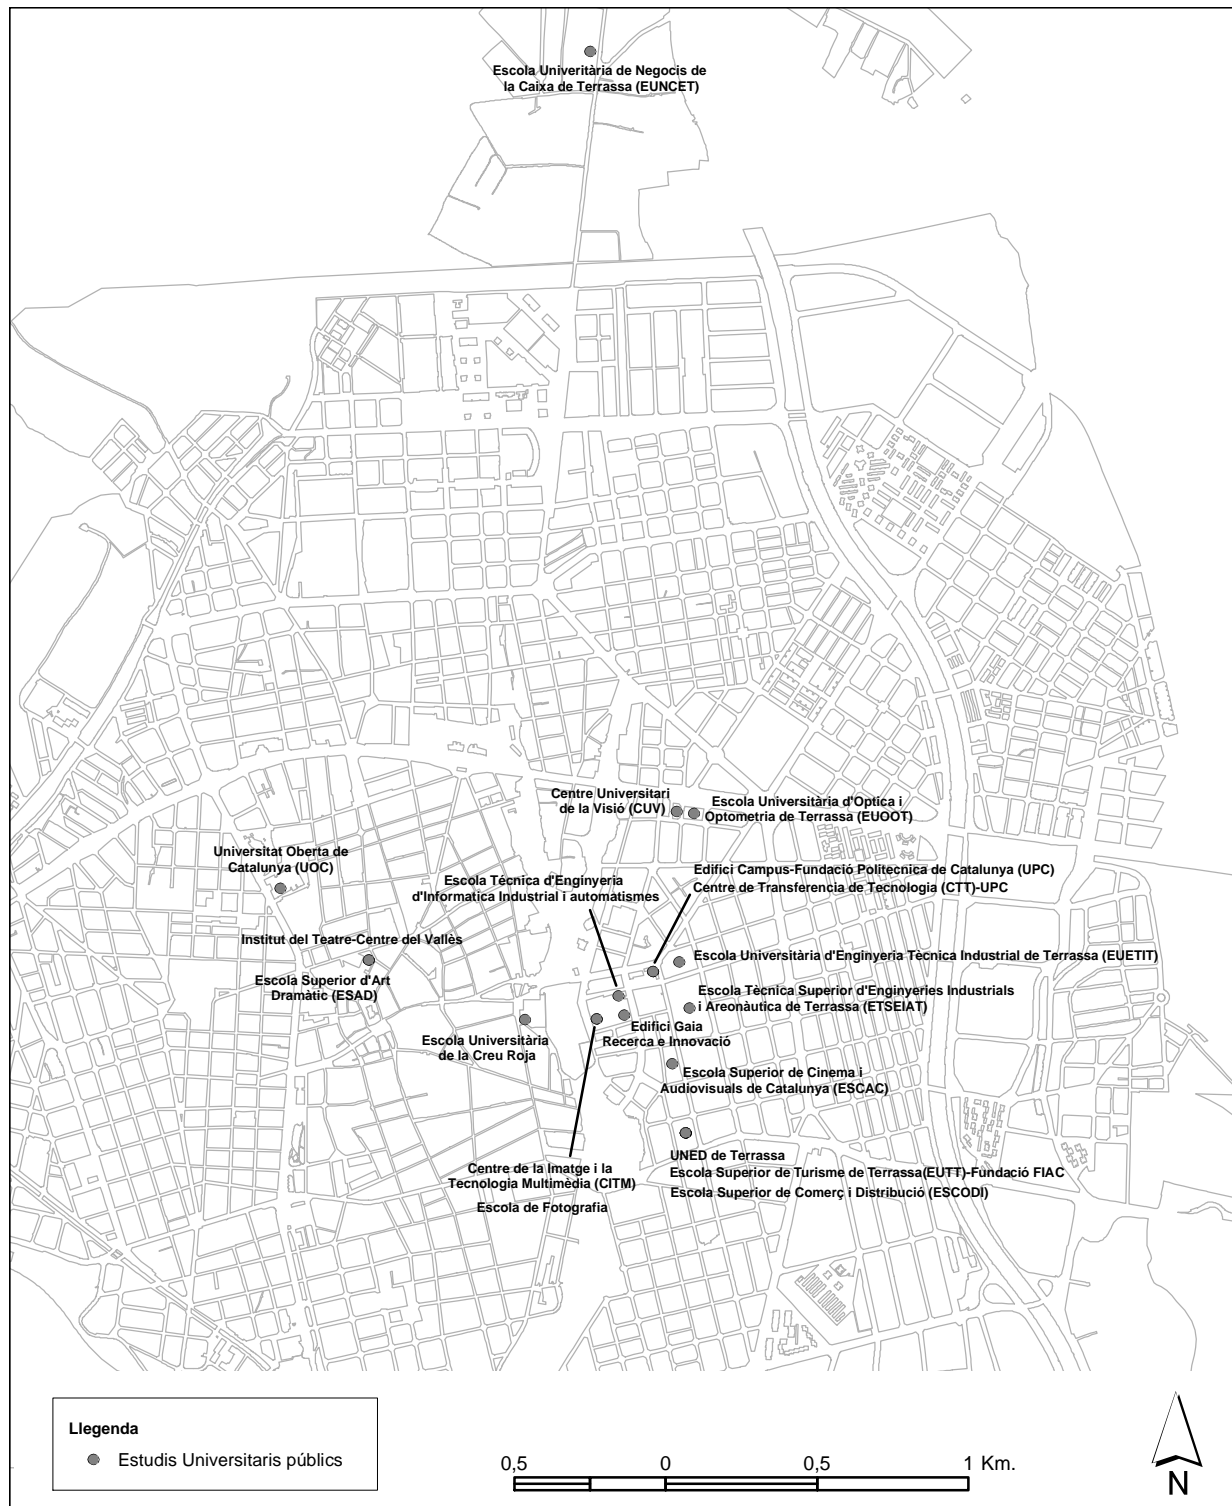 Escola Univeritària de Negocis de
la Caixa de Terrassa (EUNCET)
Centre Universitari
de la Visió (CUV)
Escola Universitària d'Optica i
Optometria de Terrassa (EUOOT)
Universitat Oberta de
Catalunya (UOC)
Escola Técnica d'Enginyeria
d'Informatica Industrial i automatismes
Edifici Campus-Fundació Politecnica de Catalunya (UPC)
Centre de Transferencia de Tecnologia (CTT)-UPC
Institut del Teatre-Centre del Vallès
Escola Superior d'Art
Dramàtic (ESAD)
Escola Universitària d'Enginyeria Tècnica Industrial de Terrassa (EUETIT)
Escola Tècnica Superior d'Enginyeries Industrials
i Areonàutica de Terrassa (ETSEIAT)
Edifici Gaia
Recerca e Innovació
Escola Universitària
de la Creu Roja
Escola Superior de Cinema i
Audiovisuals de Catalunya (ESCAC)
Centre de la Imatge i la
Tecnologia Multimèdia (CITM)
Escola de Fotografia
UNED de Terrassa
Escola Superior de Turisme de Terrassa(EUTT)-Fundació FIAC
Escola Superior de Comerç i Distribució (ESCODI)
Llegenda
Estudis Universitaris públics
0,5 0 0,5 1 Km.
N